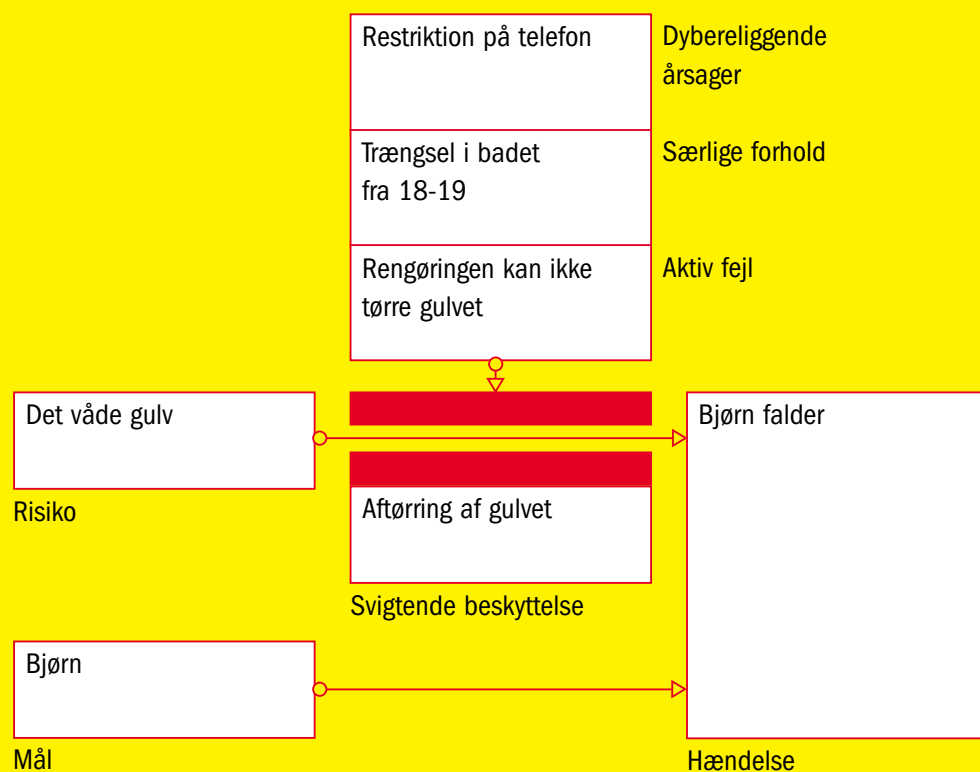 Restriktion på telefon
Dybereliggende
årsager
Trængsel i badet
fra 18-19
Særlige forhold
Rengøringen kan ikke
tørre gulvet
Aktiv fejl
Det våde gulv
Risiko
Aftørring af gulvet
Svigtende beskyttelse
Bjørn falder
Bjørn
Mål
Hændelse